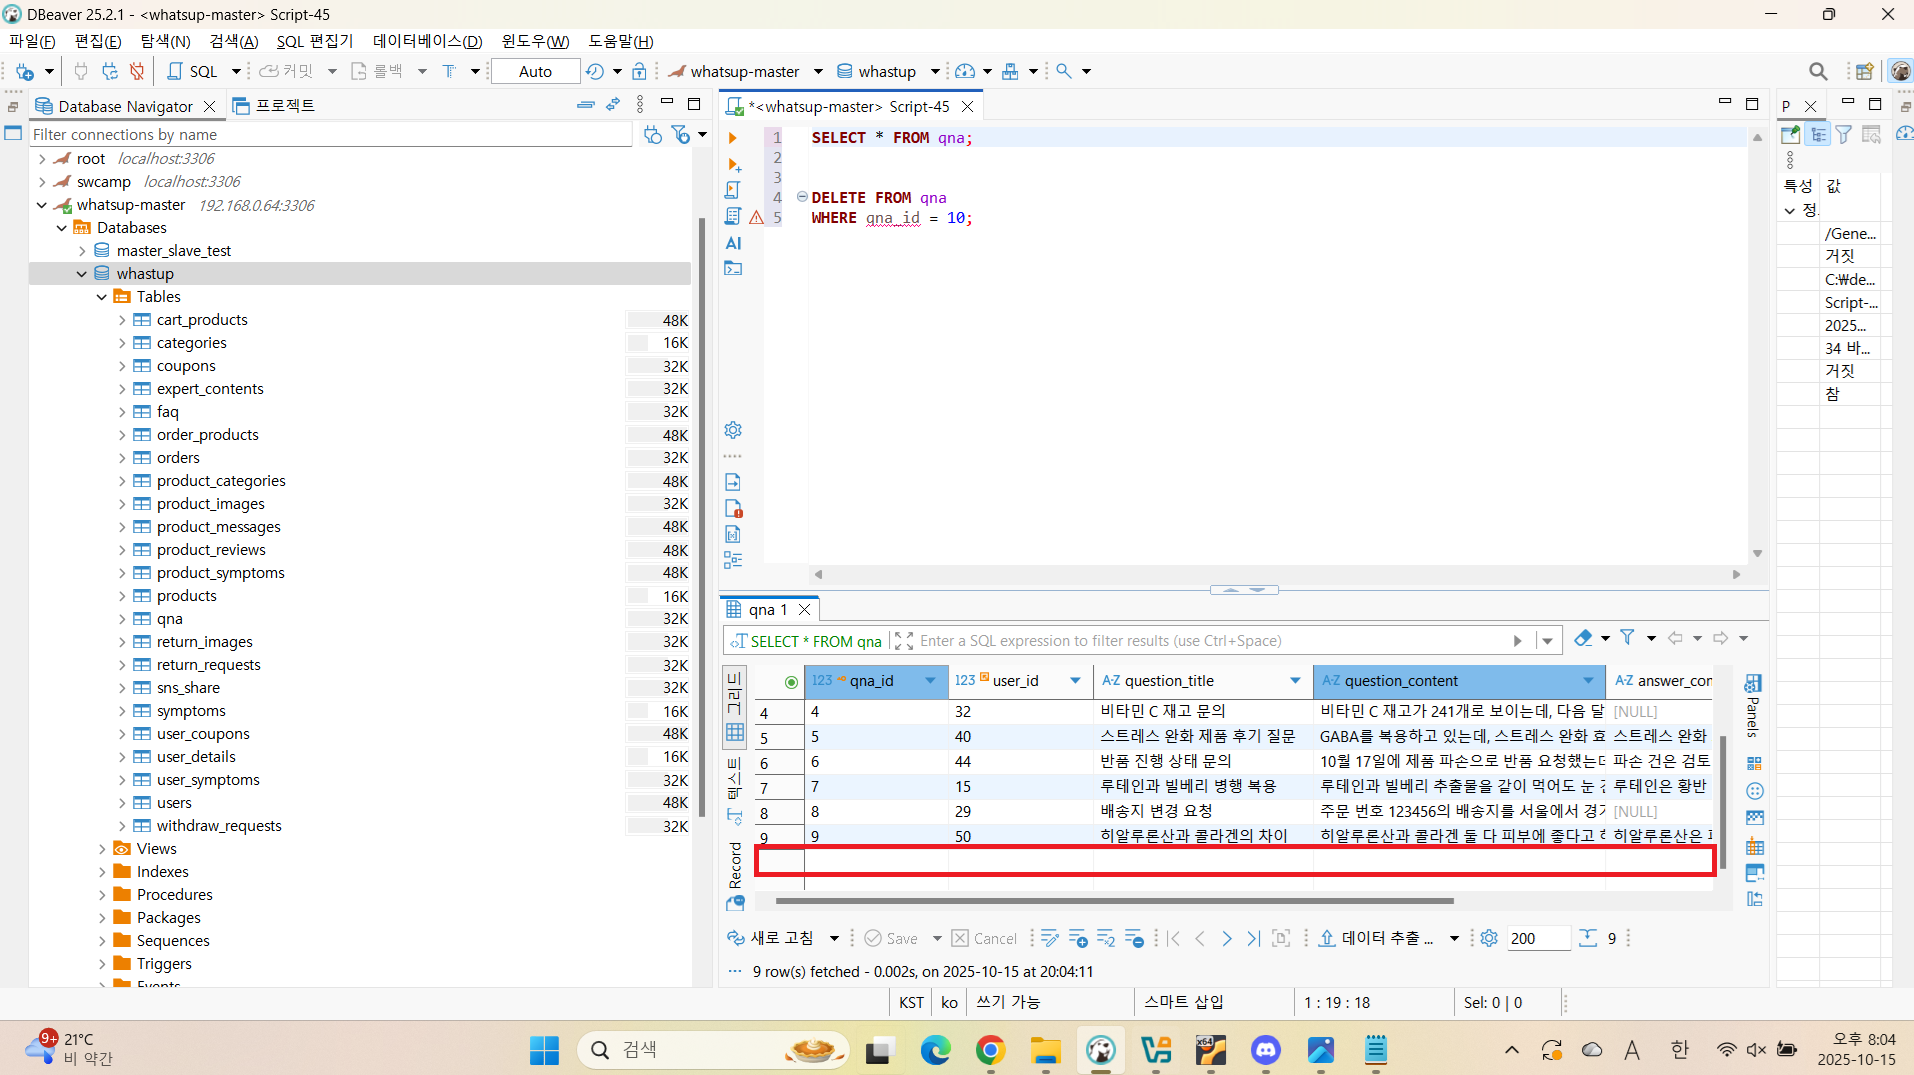 DBeaver 25.2.1 - <whatsup-master> Script-45
파일(F) 편집(E) 탐색(N) 검색(A) SQL 편집기 데이터베이스(D) 윈도우(W) 도움말(H)
SQL 커밋 롤백 Auto whatsup-master whastup
Database Navigator 프로젝트
Filter connections by name
root localhost:3306
swcamp localhost:3306
whatsup-master 192.168.0.64:3306
Databases
master_slave_test
whastup
Tables
cart_products 48K
categories 16K
coupons 32K
expert_contents 32K
faq 32K
order_products 48K
orders 32K
product_categories 48K
product_images 32K
product_messages 48K
product_reviews 48K
product_symptoms 48K
products 16K
qna 32K
return_images 32K
return_requests 32K
sns_share 32K
symptoms 16K
user_coupons 48K
user_details 16K
user_symptoms 32K
users 48K
withdraw_requests 32K
Views
Indexes
Procedures
Packages
Sequences
Triggers
Events
*<whatsup-master> Script-45
1 SELECT * FROM qna;
2
3
4 DELETE FROM qna
5 WHERE qna_id = 10;
AI
P
특성 값
정
/Gene...
거짓
C:₩de...
Script-...
2025...
34 바...
거짓
참
qna 1
SELECT * FROM qna Enter a SQL expression to filter results (use Ctrl+Space)
그리드
텍스트
Record
Panels
123 qna_id 123 user_id A-Z question_title A-Z question_content A-Z answer_con
4 4 32 비타민 C 재고 문의 비타민 C 재고가 241개로 보이는데, 다음 달 [NULL]
5 5 40 스트레스 완화 제품 후기 질문 GABA를 복용하고 있는데, 스트레스 완화 효 스트레스 완화
6 6 44 반품 진행 상태 문의 10월 17일에 제품 파손으로 반품 요청했는데 파손 건은 검토
7 7 15 루테인과 빌베리 병행 복용 루테인과 빌베리 추출물을 같이 먹어도 눈 루테인은 황반
8 8 29 배송지 변경 요청 주문 번호 123456의 배송지를 서울에서 경기 [NULL]
9 9 50 히알루론산과 콜라겐의 차이 히알루론산과 콜라겐 둘 다 피부에 좋다고 히알루론산은
새로 고침 Save Cancel 데이터 추출 ... 200 9
9 row(s) fetched - 0.002s, on 2025-10-15 at 20:04:11
KST ko 쓰기 가능 스마트 삽입 1 : 19 : 18 Sel: 0 | 0
9+ 21°C
비 약간
검색
x64
A 한
오후 8:04
2025-10-15